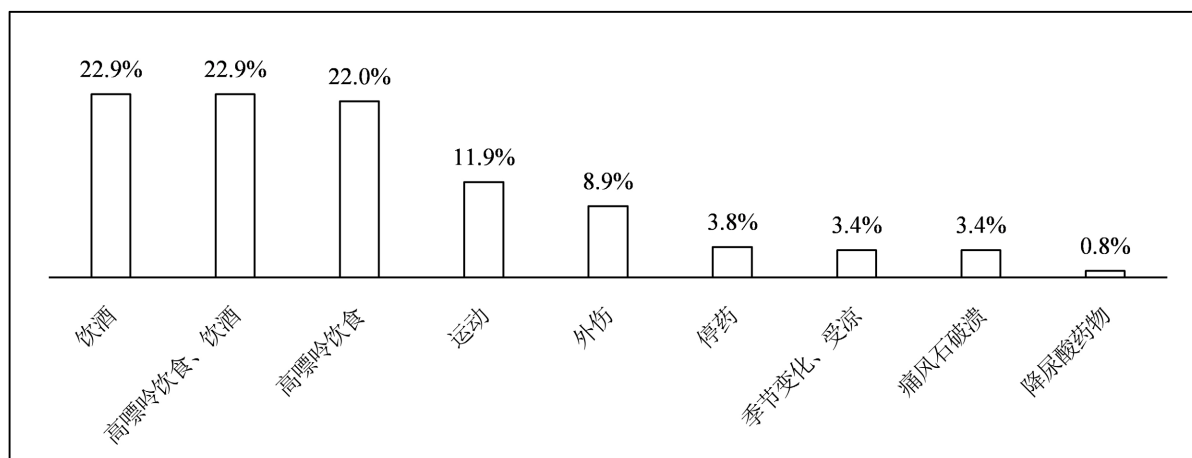 22.9%
22.9%
22.0%
11.9%
8.9%
3.8%
3.4%
3.4%
0.8%
饮酒
高嘌呤饮食、饮酒
高嘌呤饮食
运动
外伤
停药
季节变化、受凉
痛风石破溃
降尿酸药物